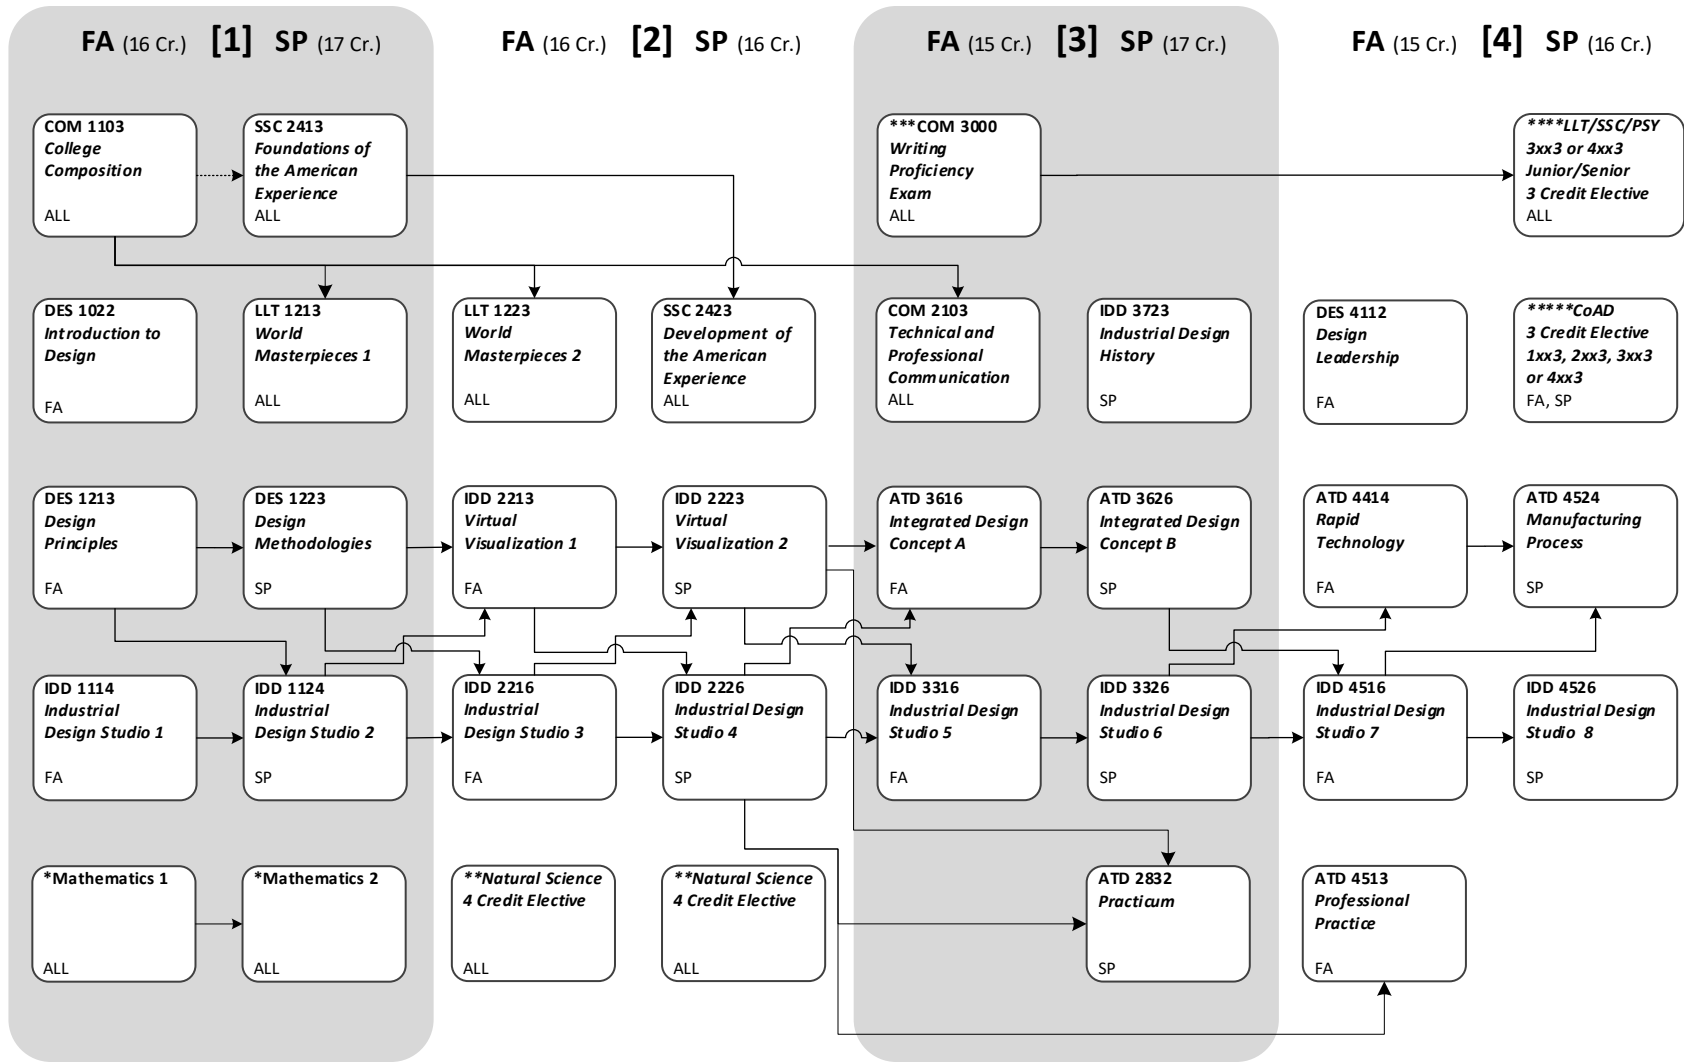 FA (16 Cr.) [1] SP (17 Cr.) FA (16 Cr.) [2] SP (16 Cr.) FA (15 Cr.) [3] SP (17 Cr.) FA (15 Cr.) [4] SP (16 Cr.)
COM 1103
College
Composition
ALL
SSC 2413
Foundations of
the American
Experience
ALL
***COM 3000
Writing
Proficiency
Exam
ALL
****LLT/SSC/PSY
3xx3 or 4xx3
Junior/Senior
3 Credit Elective
ALL
DES 1022
Introduction to
Design
FA
LLT 1213
World
Masterpieces 1
ALL
LLT 1223
World
Masterpieces 2
ALL
SSC 2423
Development of
the American
Experience
ALL
COM 2103
Technical and
Professional
Communication
ALL
IDD 3723
Industrial Design
History
SP
DES 4112
Design
Leadership
FA
*****CoAD
3 Credit Elective
1xx3, 2xx3, 3xx3
or 4xx3
FA, SP
DES 1213
Design
Principles
FA
DES 1223
Design
Methodologies
SP
IDD 2213
Virtual
Visualization 1
FA
IDD 2223
Virtual
Visualization 2
SP
ATD 3616
Integrated Design
Concept A
FA
ATD 3626
Integrated Design
Concept B
SP
ATD 4414
Rapid
Technology
FA
ATD 4524
Manufacturing
Process
SP
IDD 1114
Industrial
Design Studio 1
FA
IDD 1124
Industrial
Design Studio 2
SP
IDD 2216
Industrial
Design Studio 3
FA
IDD 2226
Industrial Design
Studio 4
SP
IDD 3316
Industrial Design
Studio 5
FA
IDD 3326
Industrial Design
Studio 6
SP
IDD 4516
Industrial Design
Studio 7
FA
IDD 4526
Industrial Design
Studio 8
SP
*Mathematics 1
ALL
*Mathematics 2
ALL
**Natural Science
4 Credit Elective
ALL
**Natural Science
4 Credit Elective
ALL
ATD 2832
Practicum
SP
ATD 4513
Professional
Practice
FA